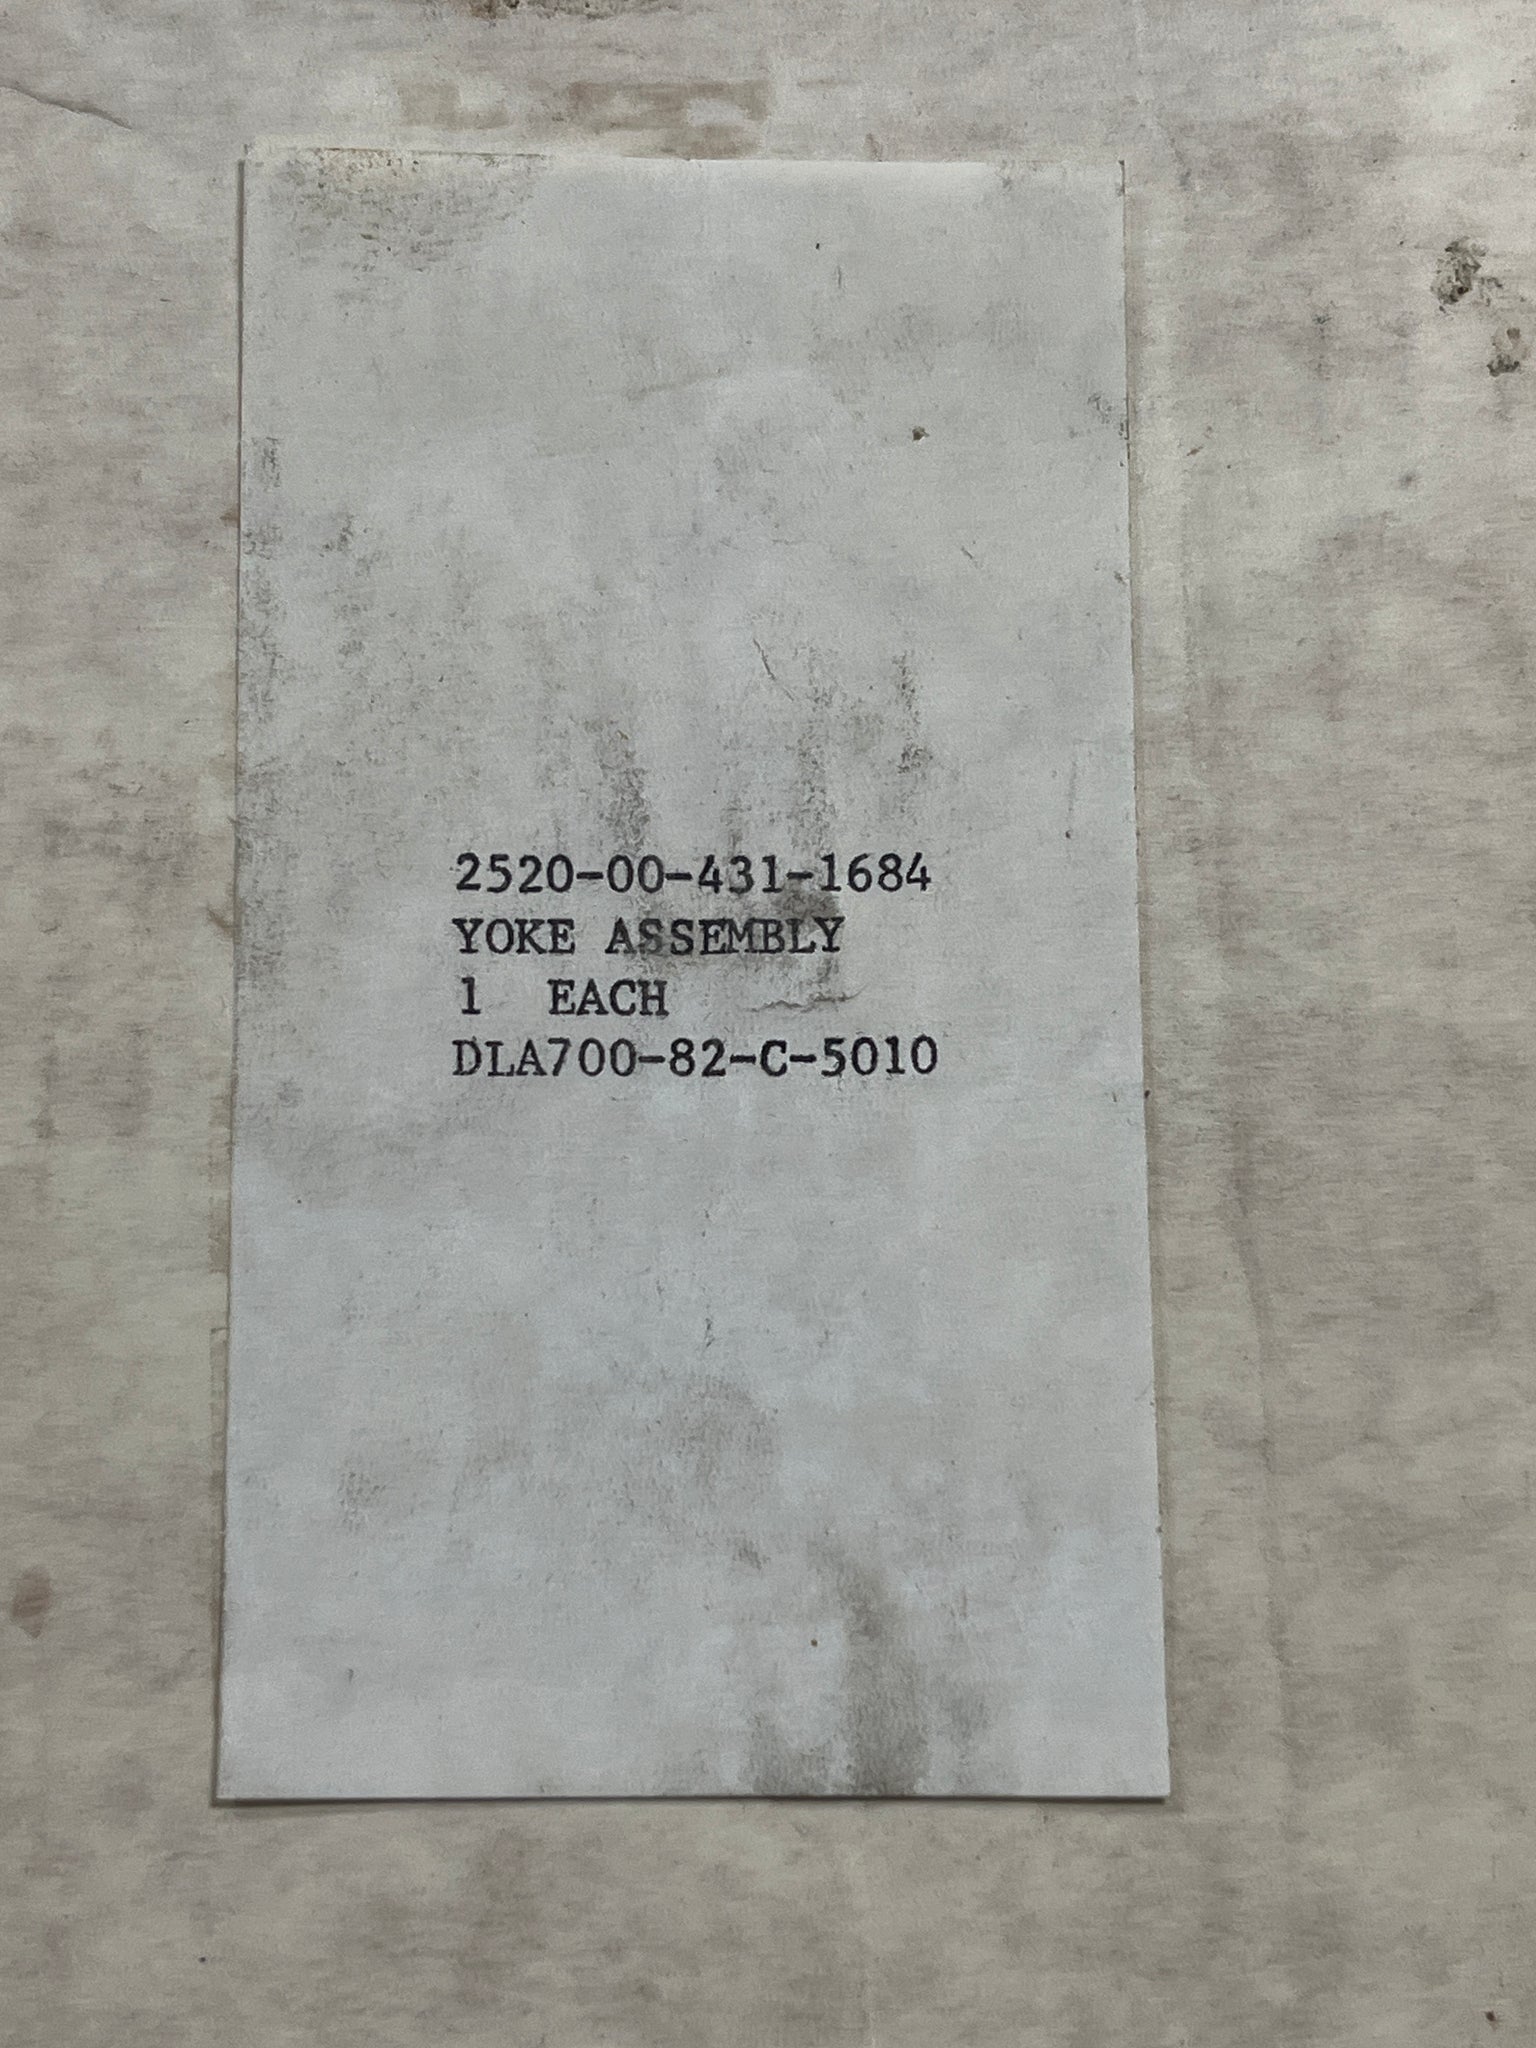 2520-00-431-1684
YOKE ASSEMBLY
1 EACH
DLA700-82-C-5010